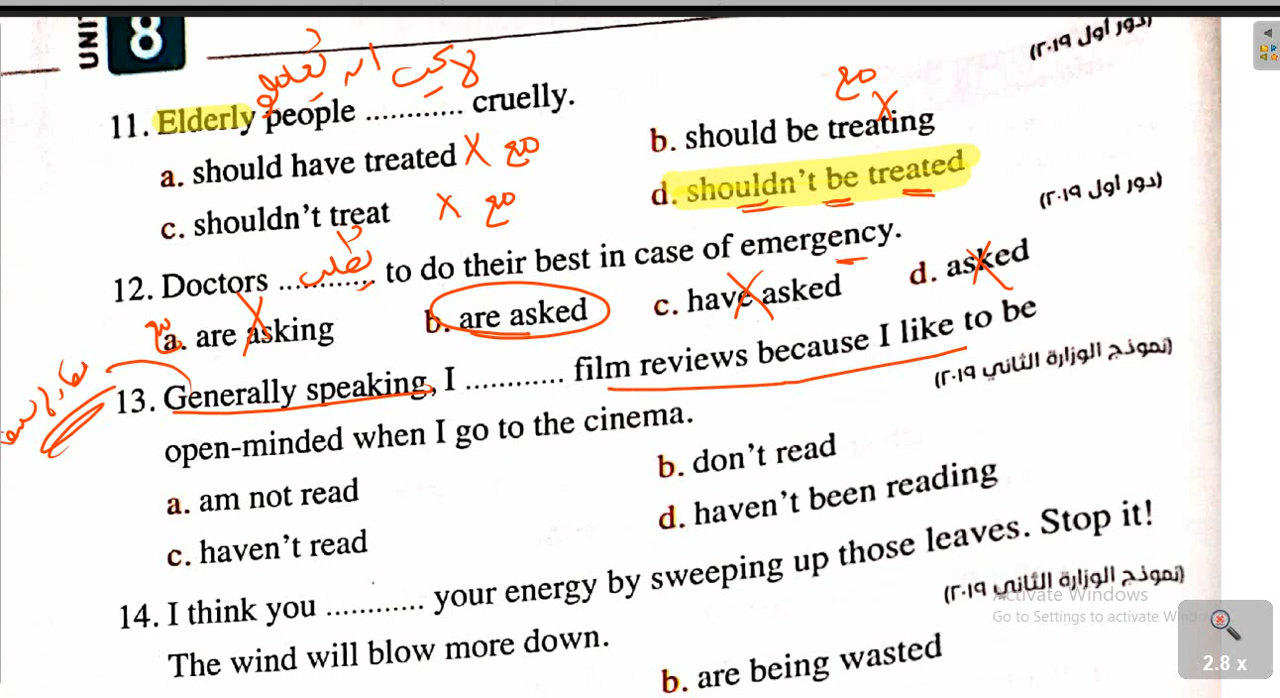 UNIT 8
(دور أول ٢٠١٩)
11. Elderly people ............ cruelly.
a. should have treated
b. should be treating
c. shouldn't treat
d. shouldn't be treated
(دور أول ٢٠١٩)
12. Doctors ............ to do their best in case of emergency.
a. are asking
b. are asked
c. have asked
d. asked
13. Generally speaking, I ............ film reviews because I like to be
open-minded when I go to the cinema.
(نموذج الوزارة الثاني ٢٠١٩)
a. am not read
b. don't read
c. haven't read
d. haven't been reading
14. I think you ............ your energy by sweeping up those leaves. Stop it!
The wind will blow more down.
(نموذج الوزارة الثاني ٢٠١٩)
b. are being wasted
Activate Windows
Go to Settings to activate
2.8 x